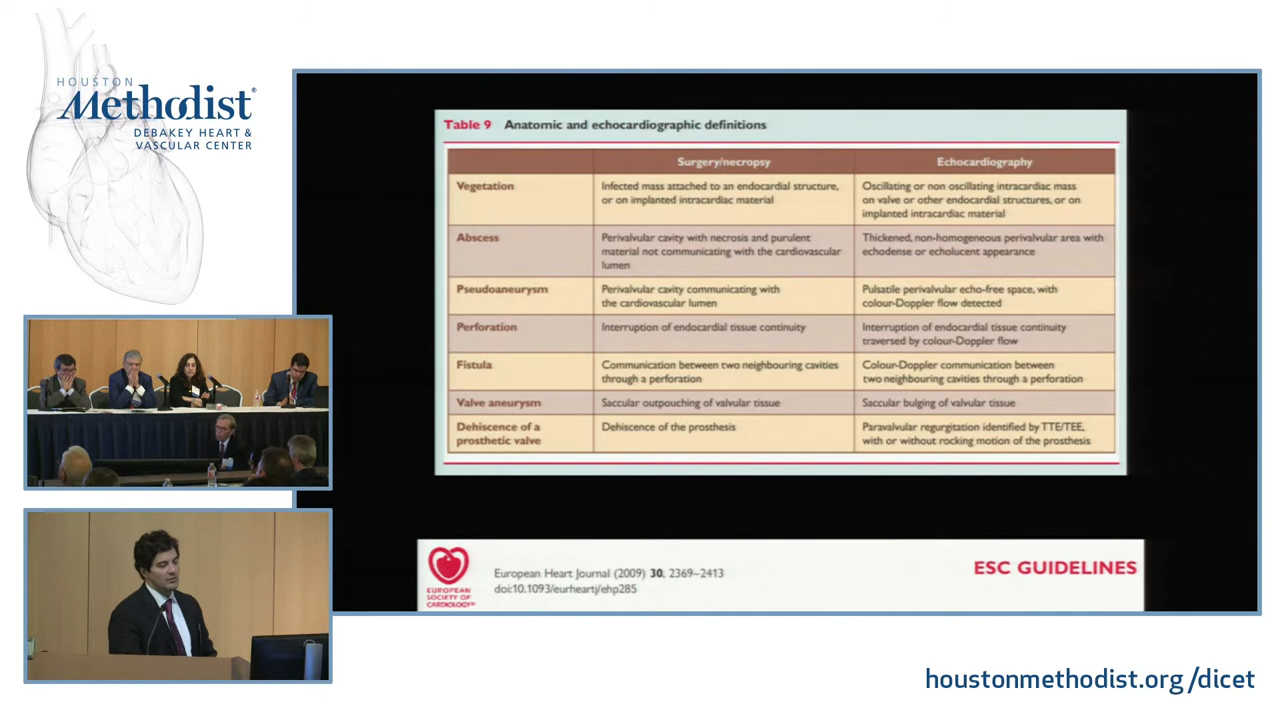 HOUSTON
Methodist®
DEBAKEY HEART &
VASCULAR CENTER
Table 9 Anatomic and echocardiographic definitions
Surgery/necropsy
Echocardiography
Vegetation
Infected mass attached to an endocardial structure,
or on implanted intracardiac material
Oscillating or non oscillating intracardiac mass
on valve or other endocardial structures, or on
implanted intracardiac material
Abscess
Perivalvular cavity with necrosis and purulent
material not communicating with the cardiovascular
lumen
Thickened, non-homogeneous perivalvular area with
echodense or echolucent appearance
Pseudoaneurysm
Perivalvular cavity communicating with
the cardiovascular lumen
Pulsatile perivalvular echo-free space, with
colour-Doppler flow detected
Perforation
Interruption of endocardial tissue continuity
Interruption of endocardial tissue continuity
traversed by colour-Doppler flow
Fistula
Communication between two neighbouring cavities
through a perforation
Colour-Doppler communication between
two neighbouring cavities through a perforation
Valve aneurysm
Saccular outpouching of valvular tissue
Saccular bulging of valvular tissue
Dehiscence of a
prosthetic valve
Dehiscence of the prosthesis
Paravalvular regurgitation identified by TTE/TEE,
with or without rocking motion of the prosthesis
EUROPEAN
SOCIETY OF
CARDIOLOGY®
European Heart Journal (2009) 30, 2369–2413
doi:10.1093/eurheartj/ehp285
ESC GUIDELINES
houstonmethodist.org/dicet